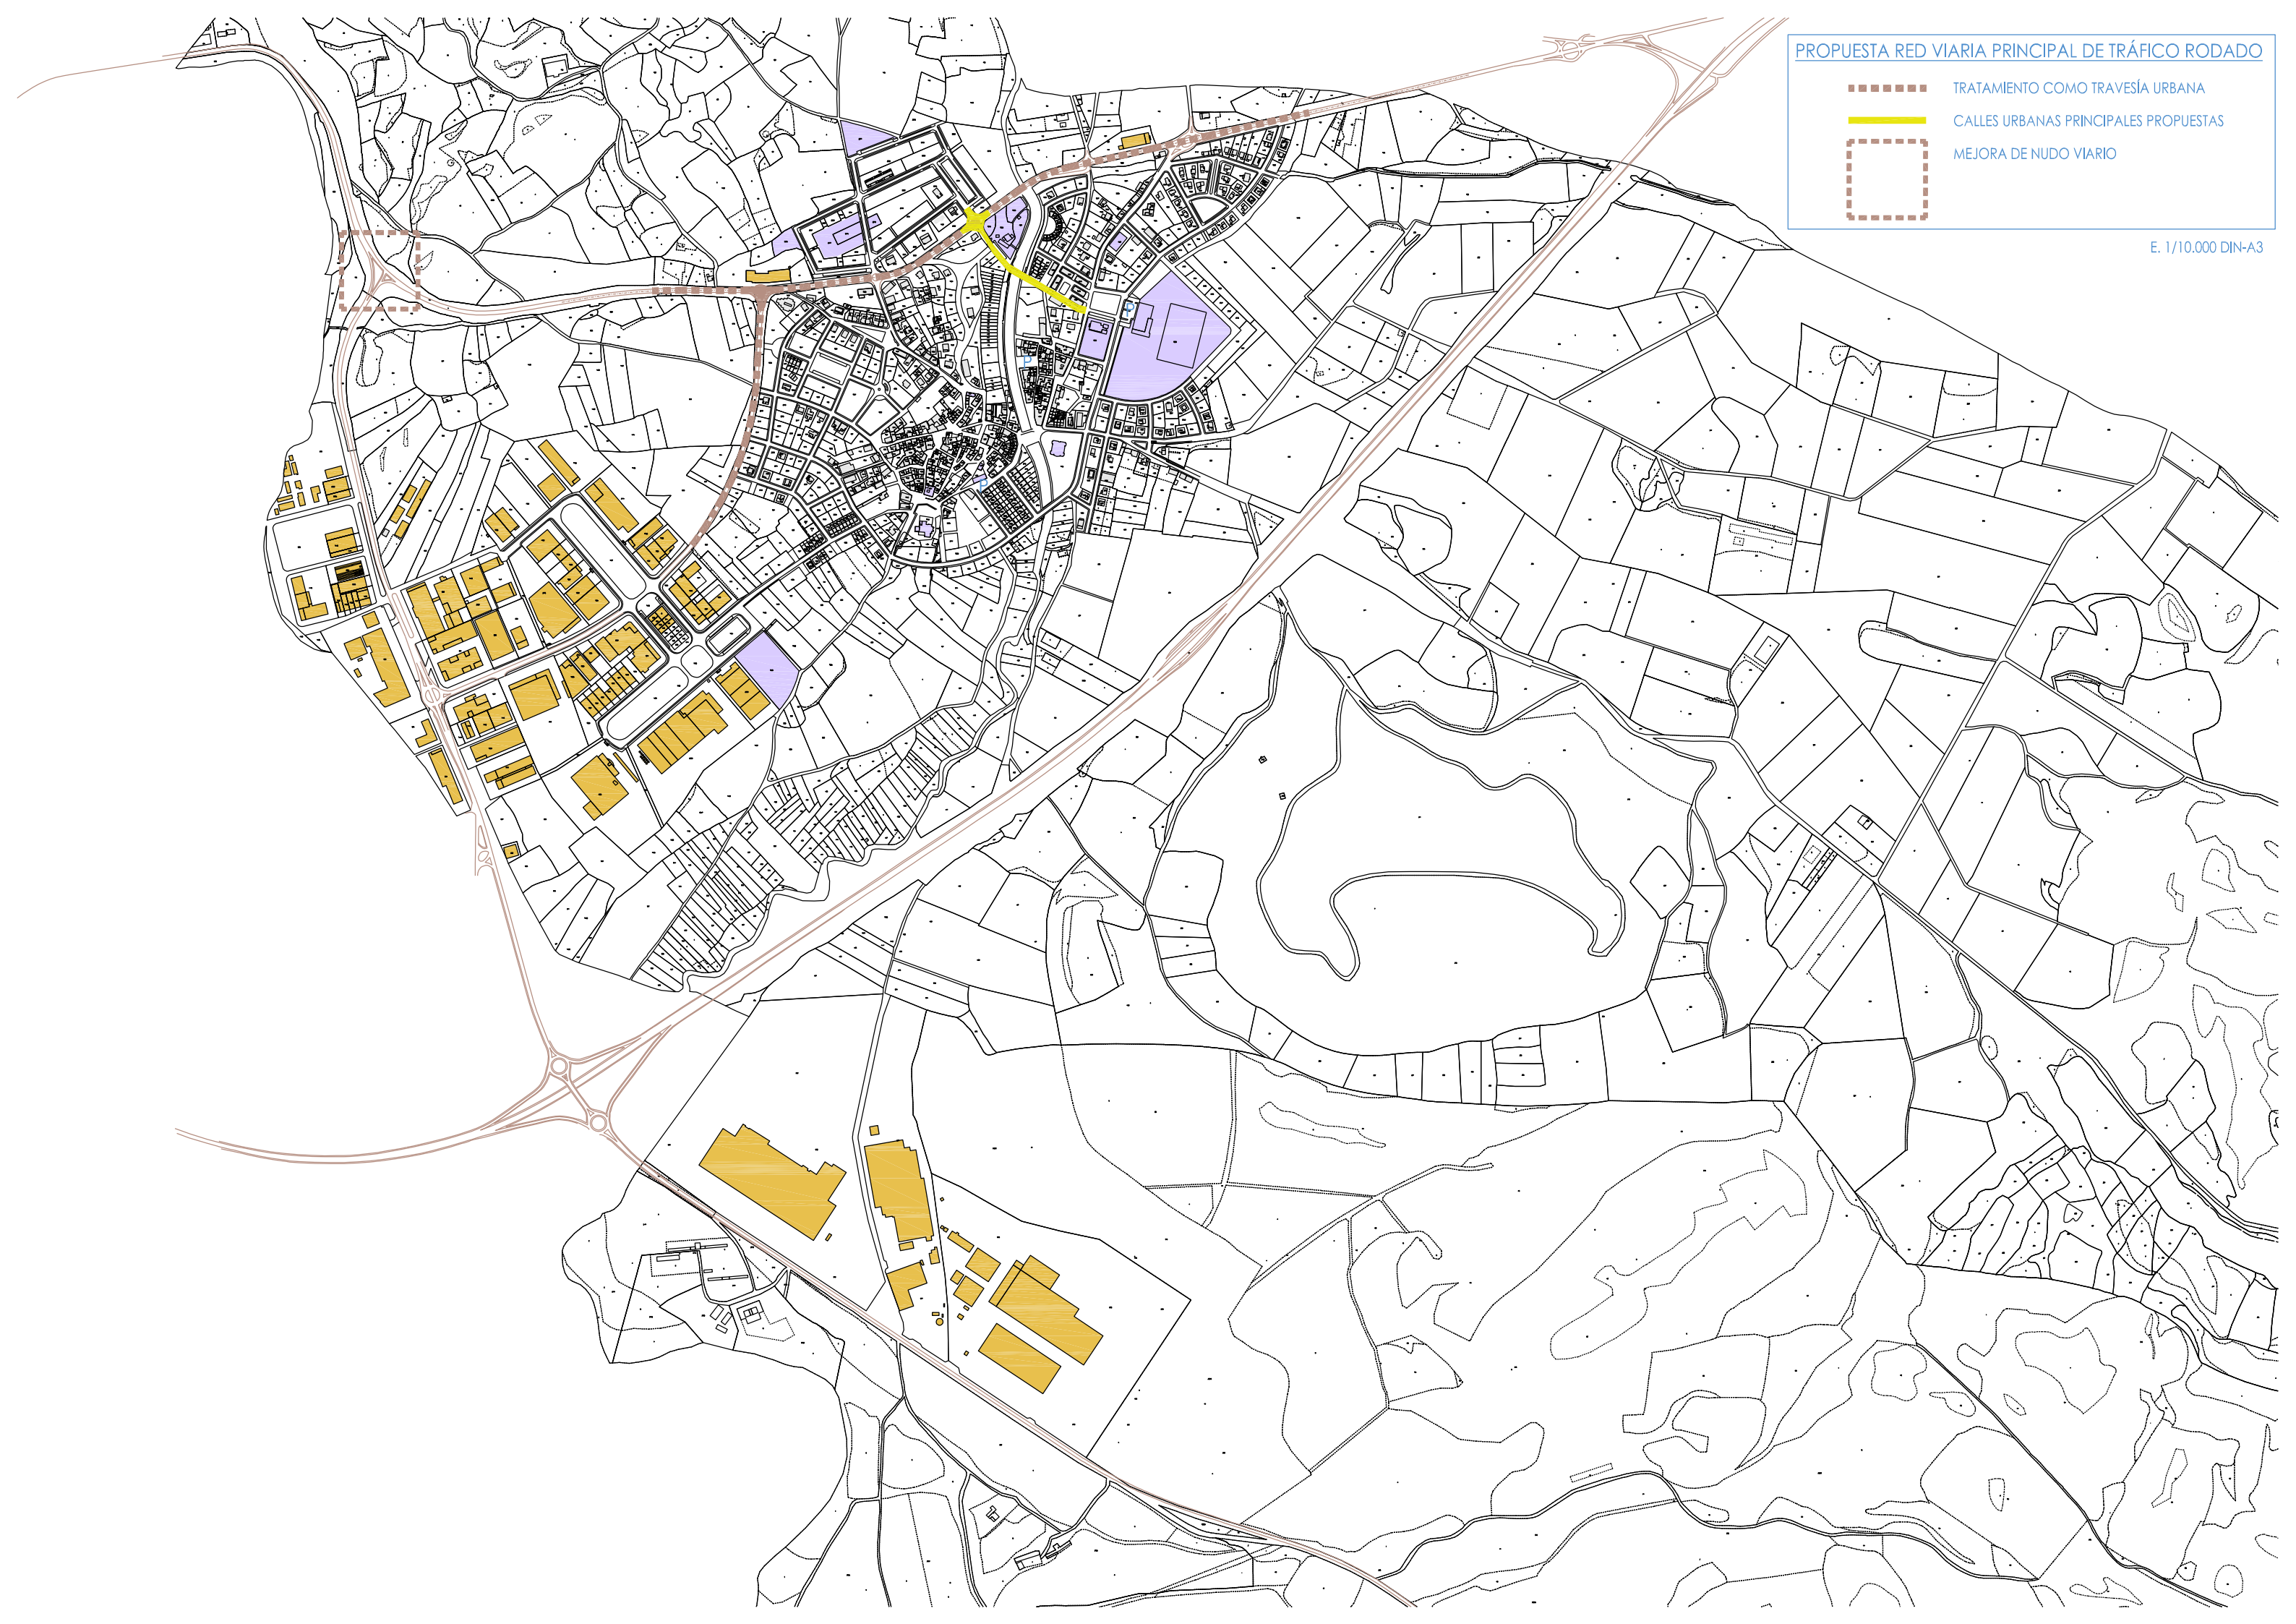 PROPUESTA RED VIARIA PRINCIPAL DE TRÁFICO RODADO
TRATAMIENTO COMO TRAVESÍA URBANA
CALLES URBANAS PRINCIPALES PROPUESTAS
MEJORA DE NUDO VIARIO
E. 1/10.000 DIN-A3
P
P
P